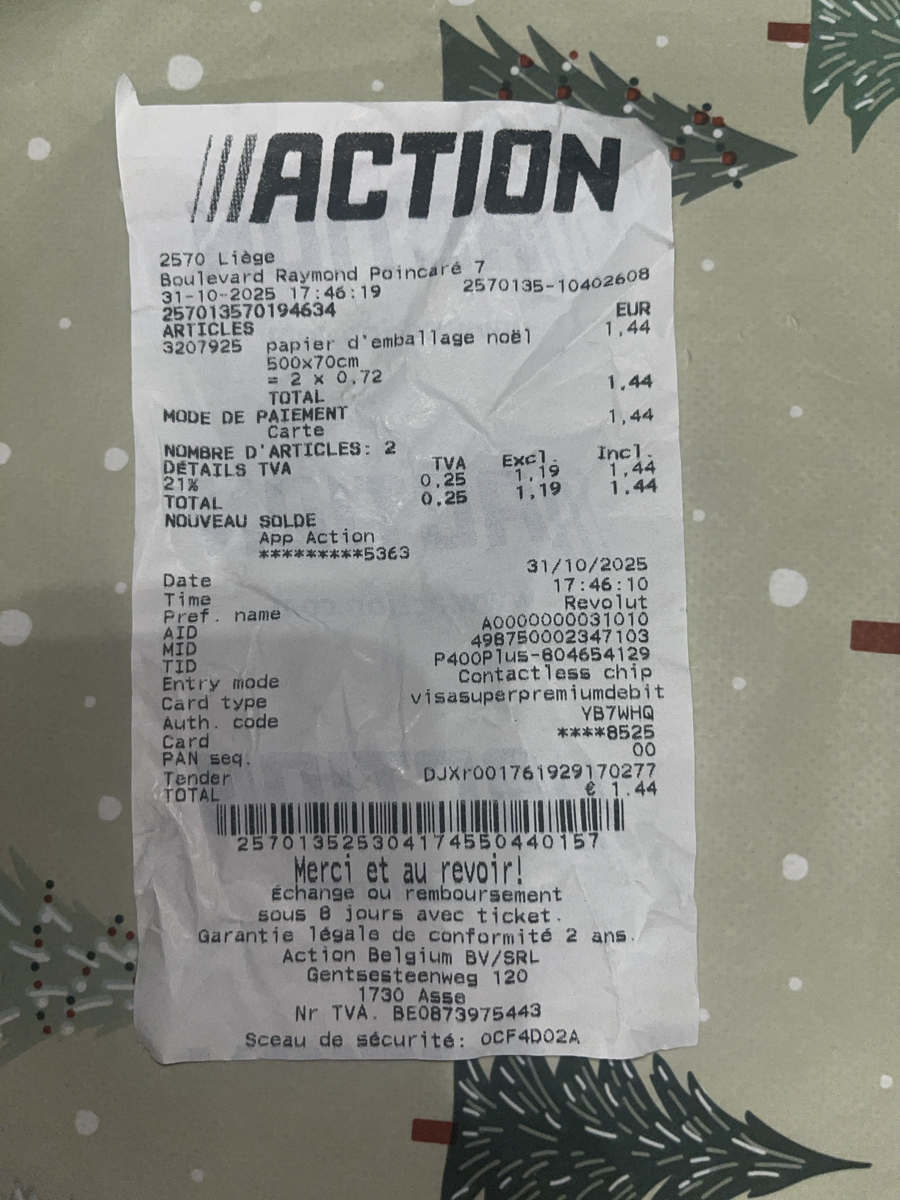 ACTION
2570 Liège
Boulevard Raymond Poincaré 7
31-10-2025 17:46:19 2570135-10402608
257013570194634 EUR
ARTICLES 1,44
3207925 papier d'emballage noël
500x70cm
= 2 x 0,72
TOTAL 1,44
MODE DE PAIEMENT
Carte 1,44
NOMBRE D'ARTICLES: 2
DÉTAILS TVA TVA Excl. Incl.
21% 0,25 1,19 1,44
TOTAL 0,25 1,19 1,44
NOUVEAU SOLDE
App Action
*********5363
Date 31/10/2025
Time 17:46:10
Pref. name Revolut
AID A0000000031010
MID 498750002347103
TID P400Plus-804654129
Entry mode Contactless chip
Card type visasuperpremiumdebit
Auth. code YB7WHQ
Card ****8525
PAN seq. 00
Tender DJXr001761929170277
TOTAL € 1.44
2570135253041745504​40157
Merci et au revoir!
Échange ou remboursement
sous 8 jours avec ticket.
Garantie légale de conformité 2 ans.
Action Belgium BV/SRL
Gentsesteenweg 120
1730 Asse
Nr TVA. BE0873975443
Sceau de sécurité: 0CF4D02A